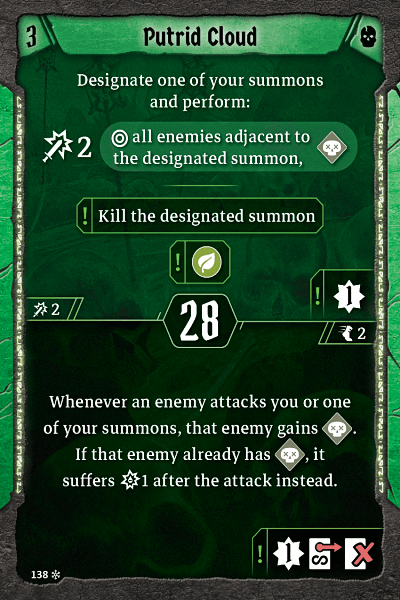 3 Putrid Cloud
Designate one of your summons
and perform:
2 all enemies adjacent to
the designated summon,
! Kill the designated summon
!
! 1
2
28
2
Whenever an enemy attacks you or one
of your summons, that enemy gains .
If that enemy already has , it
suffers 1 after the attack instead.
! 1 S
138